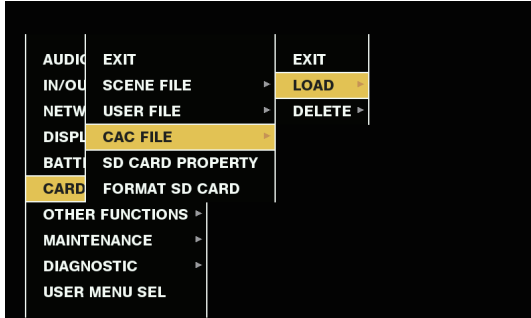 AUDIO
IN/OU
NETW
DISPL
BATT
CARD
OTHER FUNCTIONS
MAINTENANCE
DIAGNOSTIC
USER MENU SEL
EXIT
SCENE FILE
USER FILE
CAC FILE
SD CARD PROPERTY
FORMAT SD CARD
EXIT
LOAD
DELETE